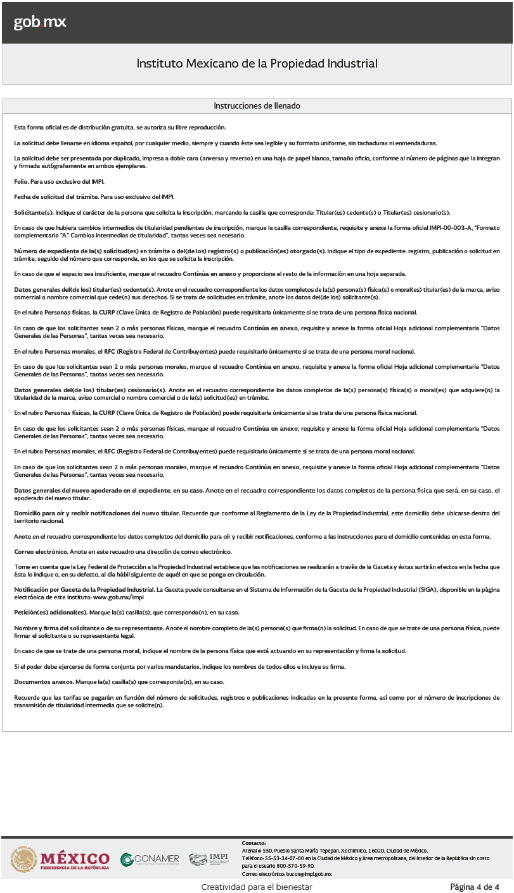 gob.mx
Instituto Mexicano de la Propiedad Industrial
Instrucciones de llenado
Esta forma oficial es de distribución gratuita, se autoriza su libre reproducción.
La solicitud debe llenarse en idioma español, por cualquier medio, siempre y cuando éste sea legible y su formato uniforme, sin tachaduras ni enmendaduras.
La solicitud debe ser presentada por duplicado, impresa a doble cara (anverso y reverso) en una hoja de papel blanco, tamaño oficio, conforme al número de páginas que la integran
y firmada autógrafamente en ambos ejemplares.
Folio. Para uso exclusivo del IMPI.
Fecha de solicitud del trámite. Para uso exclusivo del IMPI.
Solicitante(s). Indique el carácter de la persona que solicita la inscripción, marcando la casilla que corresponda: Titular(es) cedente(s) o Titular(es) cesionario(s).
En caso de que hubiera cambios intermedios de titularidad pendientes de inscripción, marque la casilla correspondiente, requisite y anexe la forma oficial IMPI-00-003-A, "Formato
complementario "A" Cambios intermedios de titularidad", tantas veces sea necesario.
Número de expediente de la(s) solicitud(es) en trámite o del(de los) registro(s) o publicación(es) otorgado(s). Indique el tipo de expediente: registro, publicación o solicitud en
trámite, seguido del número que corresponda, en los que se solicita la inscripción.
En caso de que el espacio sea insuficiente, marque el recuadro Continúa en anexo y proporcione el resto de la información en una hoja separada.
Datos generales del(de los) titular(es) cedente(s). Anote en el recuadro correspondiente los datos completos de la(s) persona(s) física(s) o moral(es) titular(es) de la marca, aviso
comercial o nombre comercial que cede(n) sus derechos. Si se trata de solicitudes en trámite, anote los datos del(de los) solicitante(s).
En el rubro Personas físicas, la CURP (Clave Única de Registro de Población) puede requisitarla únicamente si se trata de una persona física nacional.
En caso de que los solicitantes sean 2 o más personas físicas, marque el recuadro Continúa en anexo, requisite y anexe la forma oficial Hoja adicional complementaria "Datos
Generales de las Personas", tantas veces sea necesario.
En el rubro Personas morales, el RFC (Registro Federal de Contribuyentes) puede requisitarlo únicamente si se trata de una persona moral nacional.
En caso de que los solicitantes sean 2 o más personas morales, marque el recuadro Continúa en anexo, requisite y anexe la forma oficial Hoja adicional complementaria "Datos
Generales de las Personas", tantas veces sea necesario.
Datos generales del(de los) titular(es) cesionario(s). Anote en el recuadro correspondiente los datos completos de la(s) persona(s) física(s) o moral(es) que adquiere(n) la
titularidad de la marca, aviso comercial o nombre comercial o de la(s) solicitud(es) en trámite.
En el rubro Personas físicas, la CURP (Clave Única de Registro de Población) puede requisitarla únicamente si se trata de una persona física nacional.
En caso de que los solicitantes sean 2 o más personas físicas, marque el recuadro Continúa en anexo, requisite y anexe la forma oficial Hoja adicional complementaria "Datos
Generales de las Personas", tantas veces sea necesario.
En el rubro Personas morales, el RFC (Registro Federal de Contribuyentes) puede requisitarlo únicamente si se trata de una persona moral nacional.
En caso de que los solicitantes sean 2 o más personas morales, marque el recuadro Continúa en anexo, requisite y anexe la forma oficial Hoja adicional complementaria "Datos
Generales de las Personas", tantas veces sea necesario.
Datos generales del nuevo apoderado en el expediente, en su caso. Anote en el recuadro correspondiente los datos completos de la persona física que será, en su caso, el
apoderado del nuevo titular.
Domicilio para oír y recibir notificaciones del nuevo titular. Recuerde que conforme al Reglamento de la Ley de la Propiedad Industrial, este domicilio debe ubicarse dentro del
territorio nacional.
Anote en el recuadro correspondiente los datos completos del domicilio para oír y recibir notificaciones, conforme a las instrucciones para el domicilio contenidas en esta forma.
Correo electrónico. Anote en este recuadro una dirección de correo electrónico.
Tome en cuenta que la Ley Federal de Protección a la Propiedad Industrial establece que las notificaciones se realizarán a través de la Gaceta y éstas surtirán efectos en la fecha que
ésta lo indique o, en su defecto, al día hábil siguiente de aquél en que se ponga en circulación.
Notificación por Gaceta de la Propiedad Industrial. La Gaceta puede consultarse en el Sistema de Información de la Gaceta de la Propiedad Industrial (SIGA), disponible en la página
electrónica de este Instituto: www.gob.mx/impi
Petición(es) adicional(es). Marque la(s) casilla(s), que corresponda(n), en su caso.
Nombre y firma del solicitante o de su representante. Anote el nombre completo de la(s) persona(s) que firma(n) la solicitud. En caso de que se trate de una persona física, puede
firmar el solicitante o su representante legal.
En caso de que se trate de una persona moral, indique el nombre de la persona física que está actuando en su representación y firma la solicitud.
Si el poder debe ejercerse de forma conjunta por varios mandatarios, indique los nombres de todos ellos e incluya su firma.
Documentos anexos. Marque la(s) casilla(s) que corresponda(n), en su caso.
Recuerde que las tarifas se pagarán en función del número de solicitudes, registros o publicaciones indicadas en la presente forma, así como por el número de inscripciones de
transmisión de titularidad intermedia que se solicite(n).
MÉXICO
PRESIDENCIA DE LA REPÚBLICA
CONAMER
IMPI
Contacto:
Arenal # 550, Pueblo Santa María Tepepan, Xochimilco, 16020, Ciudad de México.
Teléfono: 55-53-34-07-00 en la Ciudad de México y área metropolitana, del interior de la República sin costo
para el usuario 800-570-59-90.
Correo electrónico: buzon@impi.gob.mx
Creatividad para el bienestar
Página 4 de 4